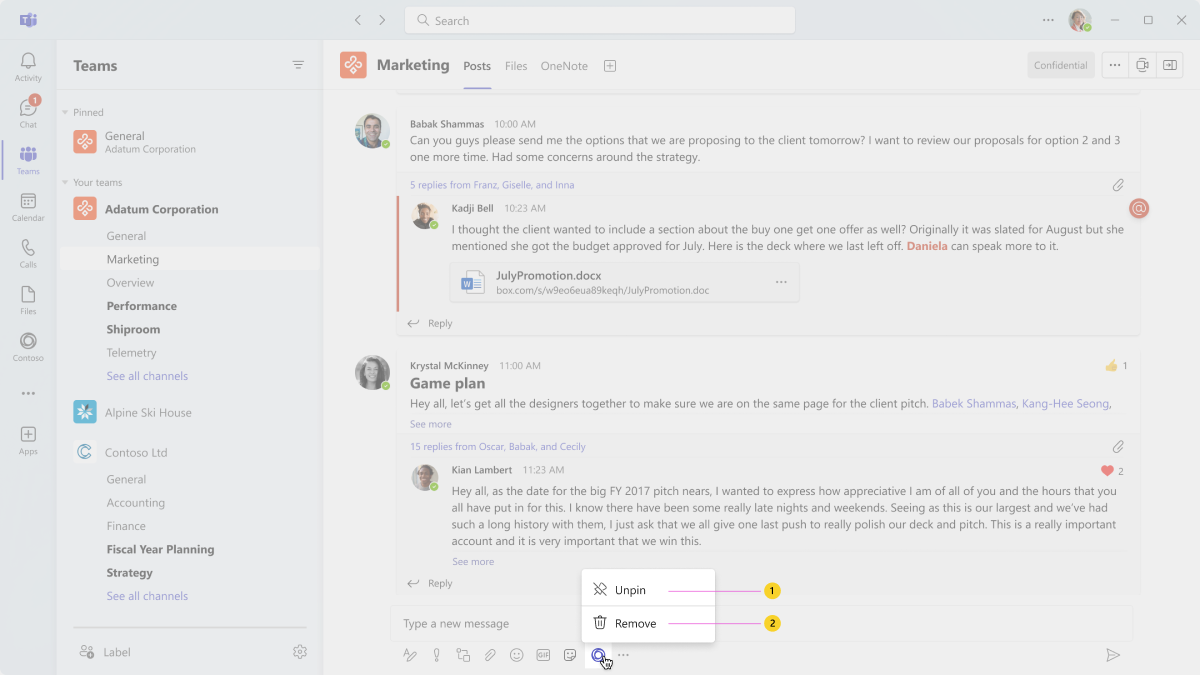 Search
Activity
1
Chat
Teams
Calendar
Calls
Files
Contoso
Apps
Teams
Pinned
General
Adatum Corporation
Your teams
Adatum Corporation
General
Marketing
Overview
Performance
Shiproom
Telemetry
See all channels
Alpine Ski House
Contoso Ltd
General
Accounting
Finance
Fiscal Year Planning
Strategy
See all channels
Label
Marketing Posts Files OneNote
Confidential
Babak Shammas 10:00 AM
Can you guys please send me the options that we are proposing to the client tomorrow? I want to review our proposals for option 2 and 3
one more time. Had some concerns around the strategy.
5 replies from Franz, Giselle, and Inna
Kadji Bell 10:23 AM
@
I thought the client wanted to include a section about the buy one get one offer as well? Originally it was slated for August but she
mentioned she got the budget approved for July. Here is the deck where we last left off. Daniela can speak more to it.
W
JulyPromotion.docx
box.com/s/w9eo6eua89keqh/JulyPromotion.doc
Reply
Krystal McKinney 11:00 AM
1
Game plan
Hey all, let's get all the designers together to make sure we are on the same page for the client pitch. Babek Shammas, Kang-Hee Seong,
See more
15 replies from Oscar, Babak, and Cecily
Kian Lambert 11:23 AM
2
Hey all, as the date for the big FY 2017 pitch nears, I wanted to express how appreciative I am of all of you and the hours that you
all have put in for this. I know there have been some really late nights and weekends. Seeing as this is our largest and we've had
such a long history with them, I just ask that we all give one last push to really polish our deck and pitch. This is a really important
account and it is very important that we win this.
See more
Reply
Unpin
1
Remove
2
Type a new message
GIF